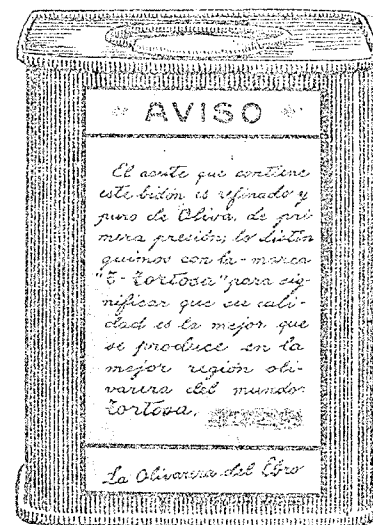 AVISO
El aceite que contiene
este bidón es refinado y
puro de Oliva, de pri
mera presión, lo distin
guimos con la marca
"E-Tortosa" para sig-
nificar que su cali-
dad es la mejor que
se produce en la
mejor región oli-
varera del mundo:
Tortosa.
La Olivarera del Ebro